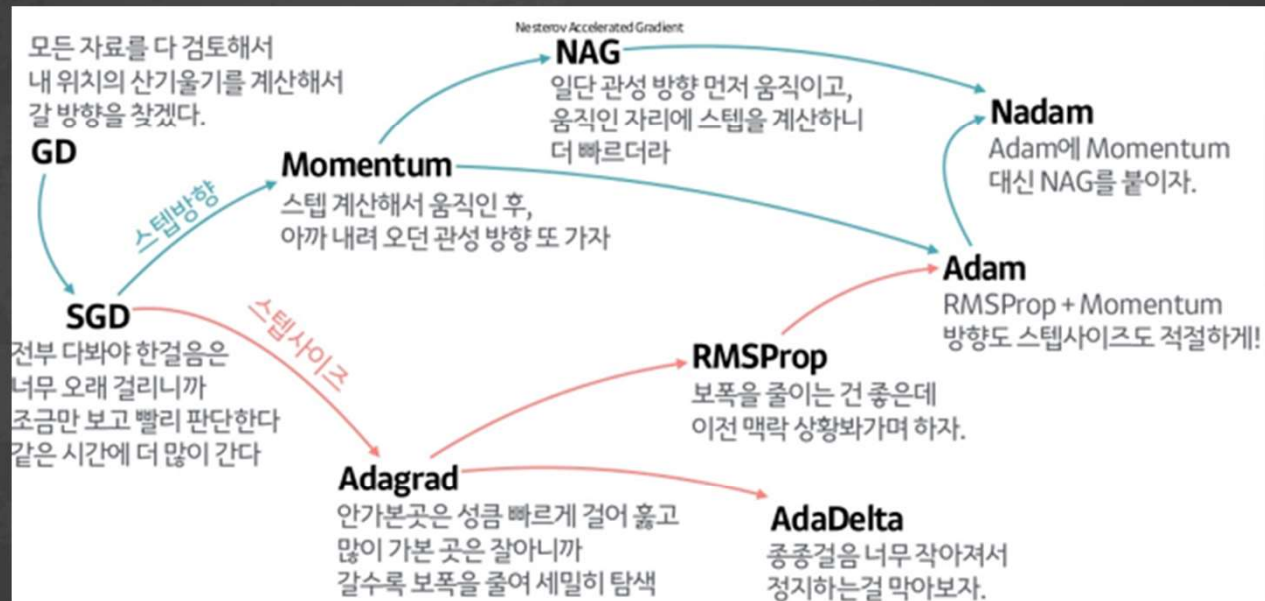 모든 자료를 다 검토해서
내 위치의 산기울기를 계산해서
갈 방향을 찾겠다.
GD
스텝방향
SGD
전부 다봐야 한걸음은
너무 오래 걸리니까
조금만 보고 빨리 판단한다
같은 시간에 더 많이 간다
Momentum
스텝 계산해서 움직인 후,
아까 내려 오던 관성 방향 또 가자
Nesterov Accelerated Gradient
NAG
일단 관성 방향 먼저 움직이고,
움직인 자리에 스텝을 계산하니
더 빠르더라
Nadam
Adam에 Momentum
대신 NAG를 붙이자.
Adam
RMSProp + Momentum
방향도 스텝사이즈도 적절하게!
스텝사이즈
RMSProp
보폭을 줄이는 건 좋은데
이전 맥락 상황봐가며 하자.
Adagrad
안가본곳은 성큼 빠르게 걸어 훑고
많이 가본 곳은 잘아니까
갈수록 보폭을 줄여 세밀히 탐색
AdaDelta
종종걸음 너무 작아져서
정지하는걸 막아보자.